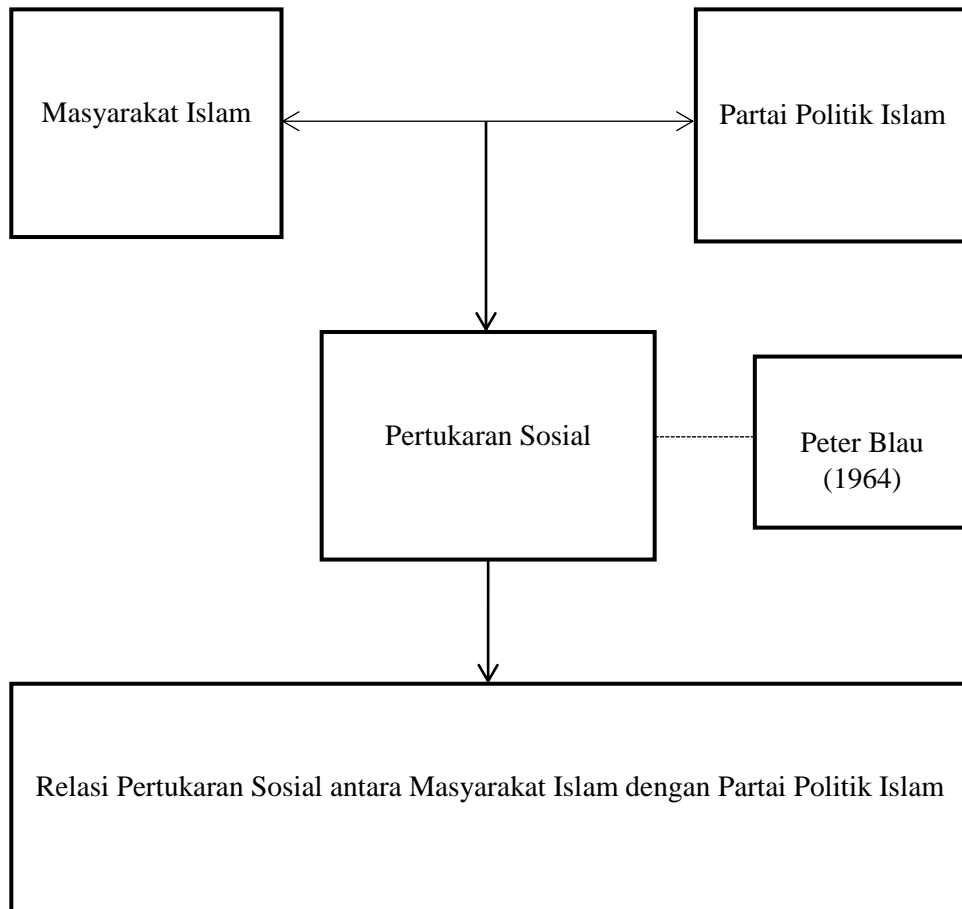 Masyarakat Islam
Partai Politik Islam
Pertukaran Sosial
Peter Blau
(1964)
Relasi Pertukaran Sosial antara Masyarakat Islam dengan Partai Politik Islam